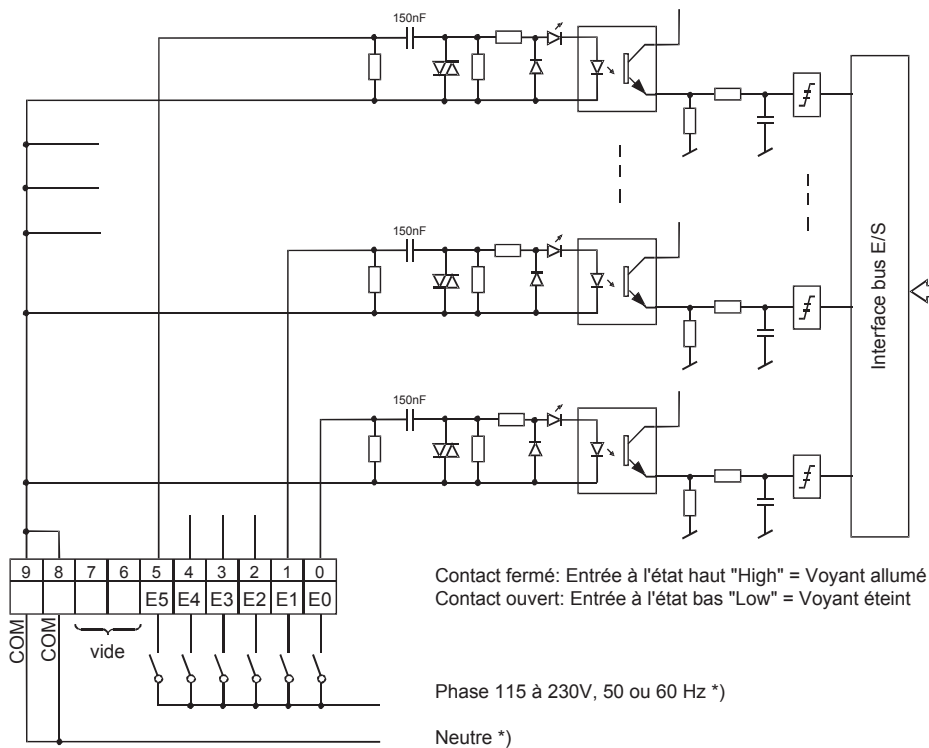 150nF
150nF
150nF
Interface bus E/S
9 8 7 6 5 4 3 2 1 0
E5 E4 E3 E2 E1 E0
COM
COM
vide
Contact fermé: Entrée à l'état haut "High" = Voyant allumé
Contact ouvert: Entrée à l'état bas "Low" = Voyant éteint
Phase 115 à 230V, 50 ou 60 Hz *)
Neutre *)